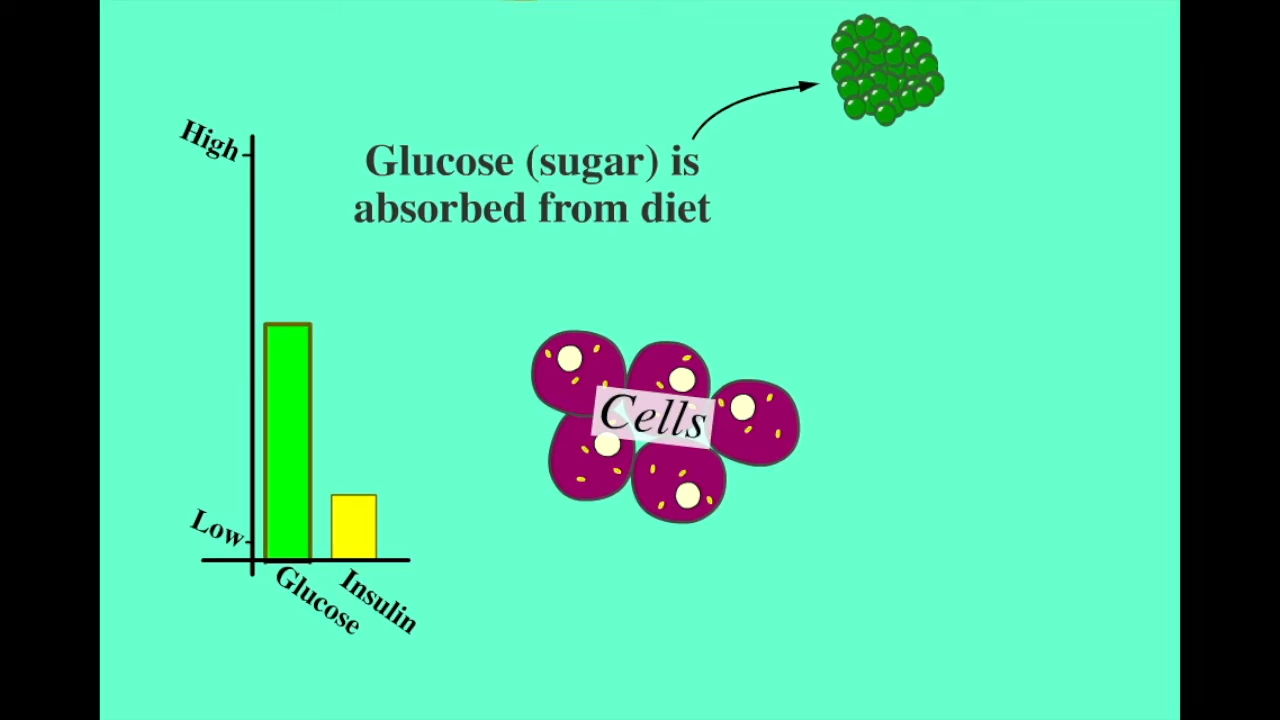 High
Glucose (sugar) is
absorbed from diet
Cells
Low
Glucose
Insulin